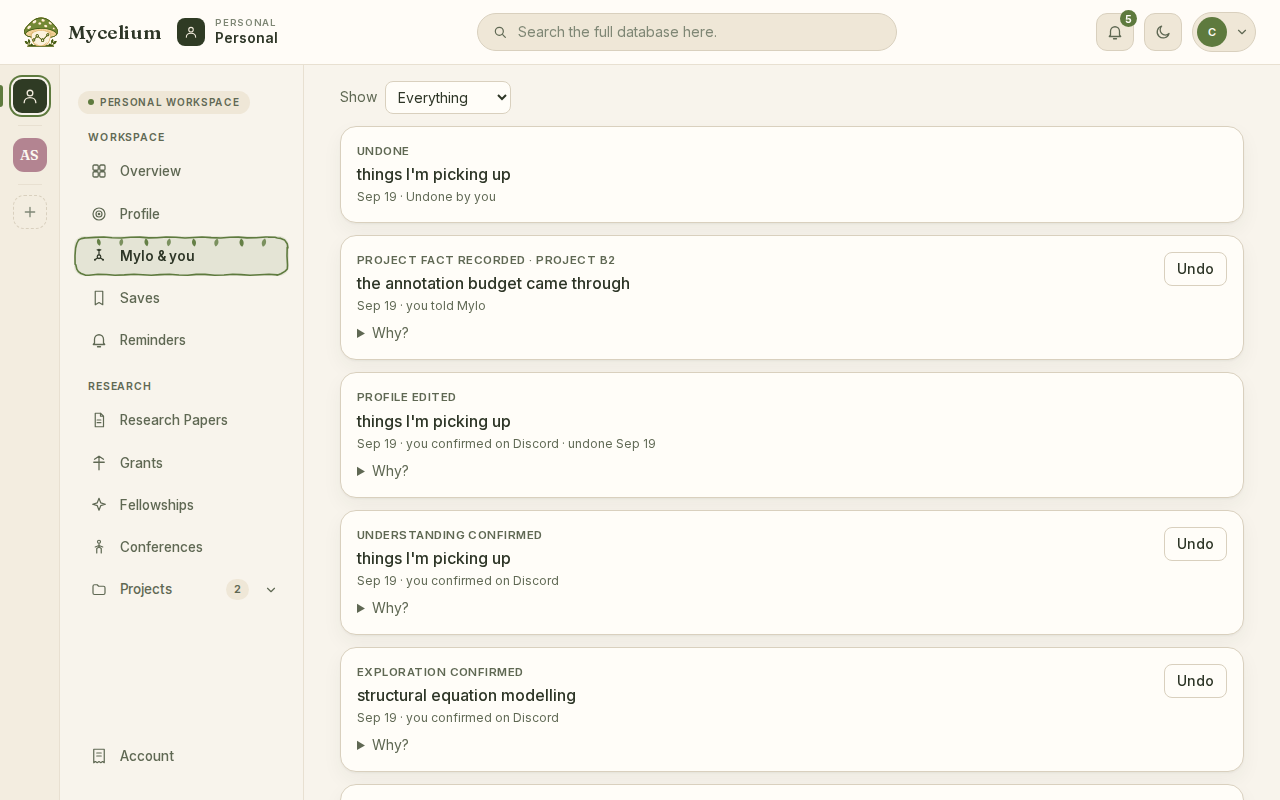 Mycelium
PERSONAL
Personal
Search the full database here.
5
C
AS
PERSONAL WORKSPACE
WORKSPACE
Overview
Profile
Mylo & you
Saves
Reminders
RESEARCH
Research Papers
Grants
Fellowships
Conferences
Projects 2
Account
Show Everything
UNDONE
things I'm picking up
Sep 19 · Undone by you
PROJECT FACT RECORDED · PROJECT B2
Undo
the annotation budget came through
Sep 19 · you told Mylo
Why?
PROFILE EDITED
things I'm picking up
Sep 19 · you confirmed on Discord · undone Sep 19
Why?
UNDERSTANDING CONFIRMED
Undo
things I'm picking up
Sep 19 · you confirmed on Discord
Why?
EXPLORATION CONFIRMED
Undo
structural equation modelling
Sep 19 · you confirmed on Discord
Why?